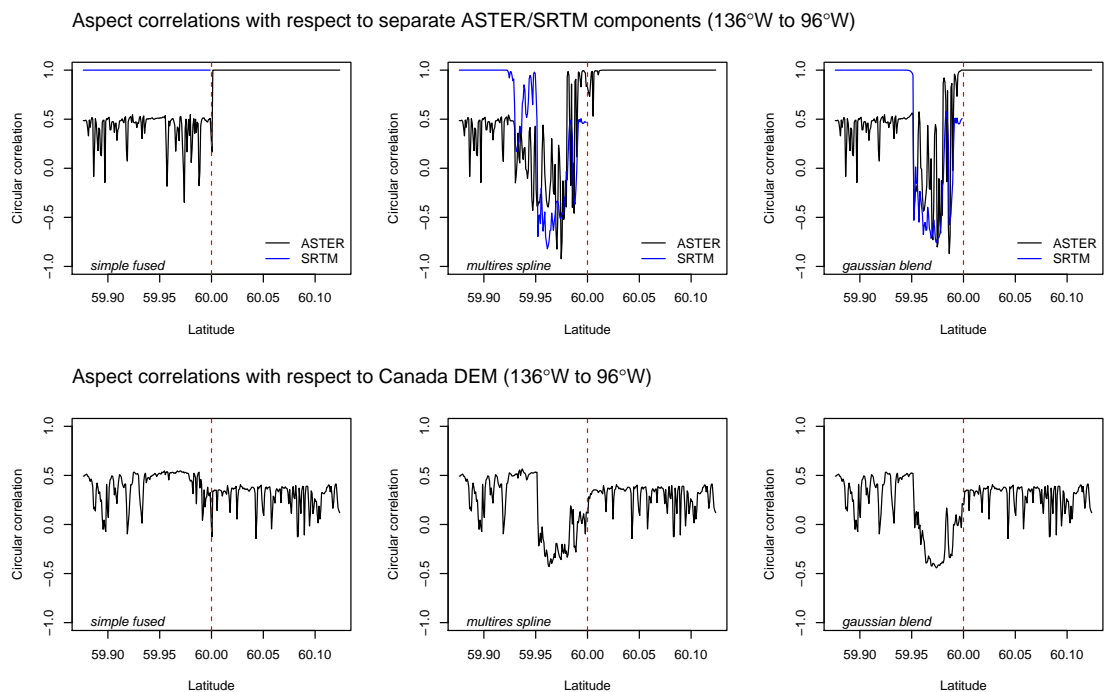 Aspect correlations with respect to separate ASTER/SRTM components (136°W to 96°W)
Circular correlation
1.0
0.5
0.0
−0.5
−1.0
ASTER
SRTM
simple fused
59.90 59.95 60.00 60.05 60.10
Latitude
Circular correlation
1.0
0.5
0.0
−0.5
−1.0
ASTER
SRTM
multires spline
59.90 59.95 60.00 60.05 60.10
Latitude
Circular correlation
1.0
0.5
0.0
−0.5
−1.0
ASTER
SRTM
gaussian blend
59.90 59.95 60.00 60.05 60.10
Latitude
Aspect correlations with respect to Canada DEM (136°W to 96°W)
Circular correlation
1.0
0.5
0.0
−0.5
−1.0
simple fused
59.90 59.95 60.00 60.05 60.10
Latitude
Circular correlation
1.0
0.5
0.0
−0.5
−1.0
multires spline
59.90 59.95 60.00 60.05 60.10
Latitude
Circular correlation
1.0
0.5
0.0
−0.5
−1.0
gaussian blend
59.90 59.95 60.00 60.05 60.10
Latitude